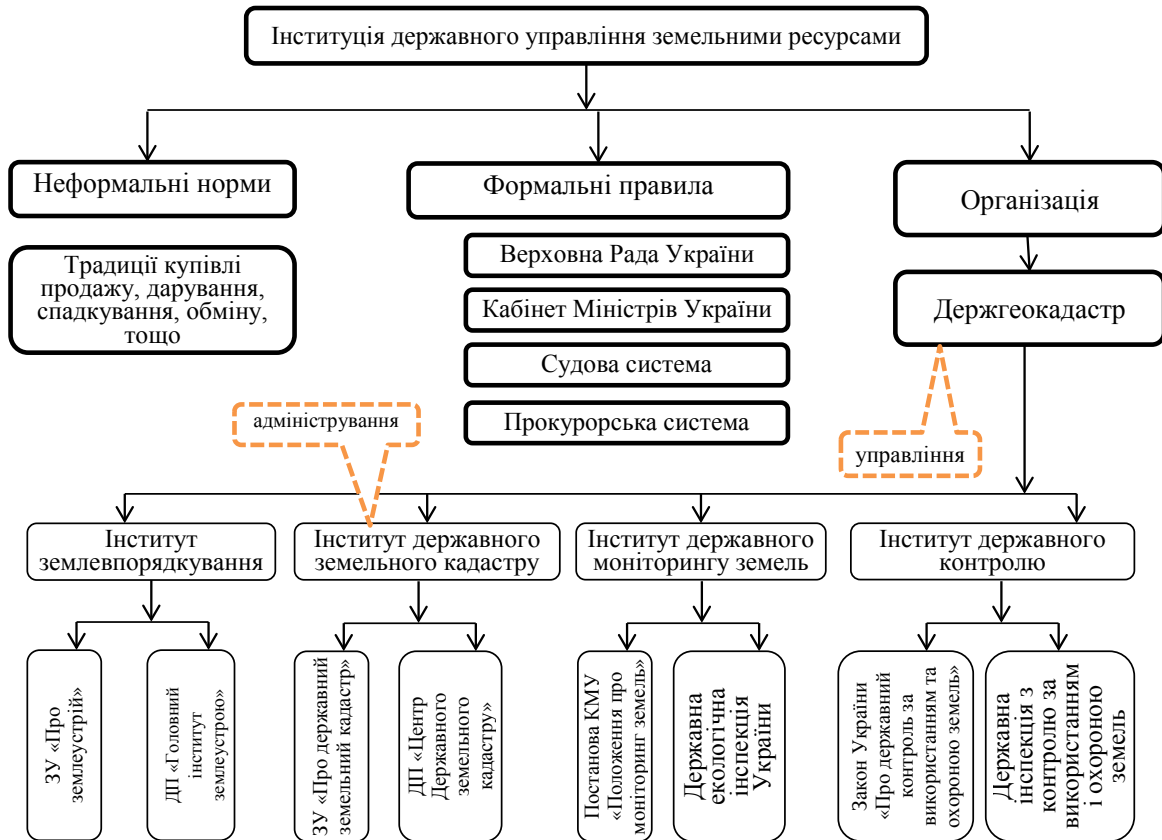 Інституція державного управління земельними ресурсами
Неформальні норми
Формальні правила
Організація
Традиції купівлі
продажу, дарування,
спадкування, обміну,
тощо
Верховна Рада України
Кабінет Міністрів України
Судова система
Прокурорська система
Держгеокадастр
адміністрування
управління
Інститут
землевпорядкування
Інститут державного
земельного кадастру
Інститут державного
моніторингу земель
Інститут державного
контролю
ЗУ «Про
землеустрій»
ДП «Головний
інститут
землеустрою»
ЗУ «Про державний
земельний кадастр»
ДП «Центр
Державного
земельного
кадастру»
Постанова КМУ
«Положення про
моніторинг земель»
Державна
екологічна
інспекція
України
Закон України
«Про державний
контроль за
використанням та
охороною земель»
Державна
інспекція з
контролю за
використанням
і охороною
земель